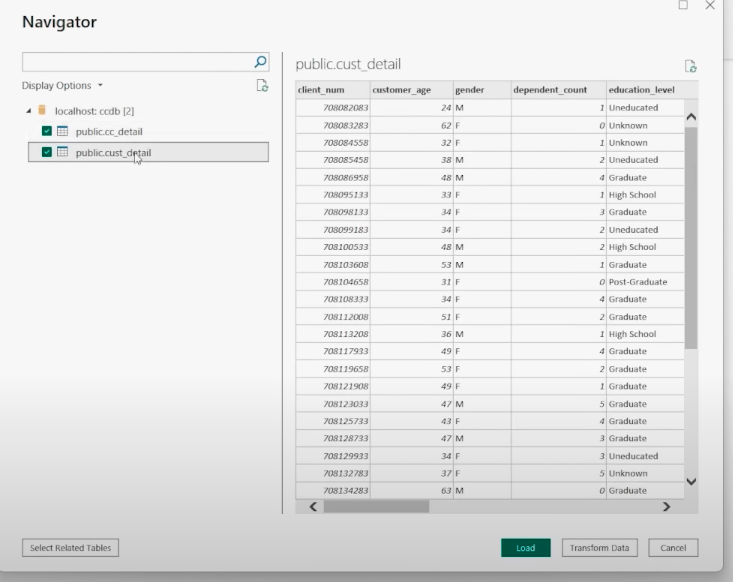 Navigator
Display Options
localhost: ccdb [2]
public.cc_detail
public.cust_detail
public.cust_detail
client_num customer_age gender dependent_count education_level
708082083 24 M 1 Uneducated
708083283 62 F 0 Unknown
708084558 32 F 1 Unknown
708085458 38 M 2 Uneducated
708086958 48 M 4 Graduate
708095133 33 F 1 High School
708098133 34 F 3 Graduate
708099183 34 F 2 Uneducated
708100533 48 M 2 High School
708103608 53 M 1 Graduate
708104658 31 F 0 Post-Graduate
708108333 34 F 4 Graduate
708112008 51 F 2 Graduate
708113208 36 M 1 High School
708117933 49 F 4 Graduate
708119658 53 F 2 Graduate
708121908 49 F 1 Graduate
708123033 47 M 5 Graduate
708125733 43 F 4 Graduate
708128733 47 M 3 Graduate
708129933 34 F 3 Uneducated
708132783 37 F 5 Unknown
708134283 63 M 0 Graduate
Select Related Tables
Load
Transform Data
Cancel